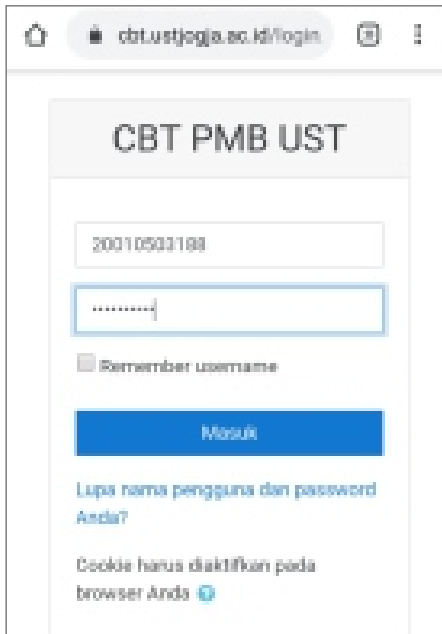 cbt.ustjogja.ac.id/login
CBT PMB UST
20010503188
Remember username
Masuk
Lupa nama pengguna dan password
Anda?
Cookie harus diaktifkan pada
browser Anda